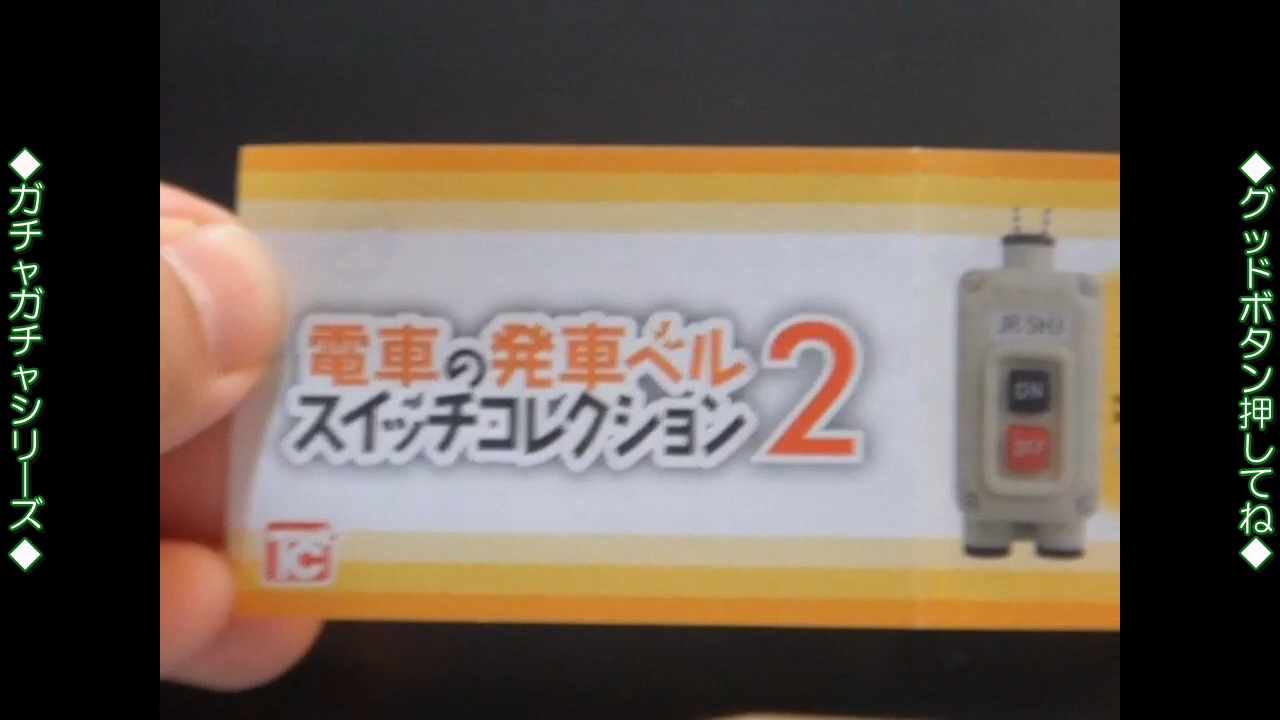 ◆ガチャガチャシリーズ◆
電車の発車ベル
スイッチコレクション2
JR SH3
ON
OFF
TC
◆グッドボタン押してね◆